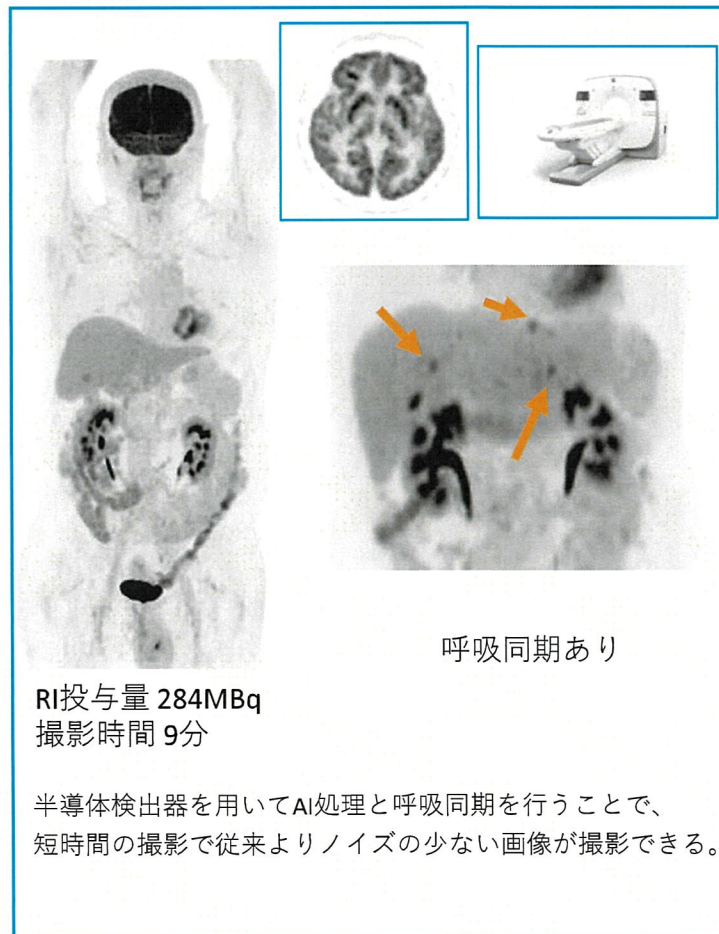 呼吸同期あり
RI投与量 284MBq
撮影時間 9分
半導体検出器を用いてAI処理と呼吸同期を行うことで、
短時間の撮影で従来よりノイズの少ない画像が撮影できる。